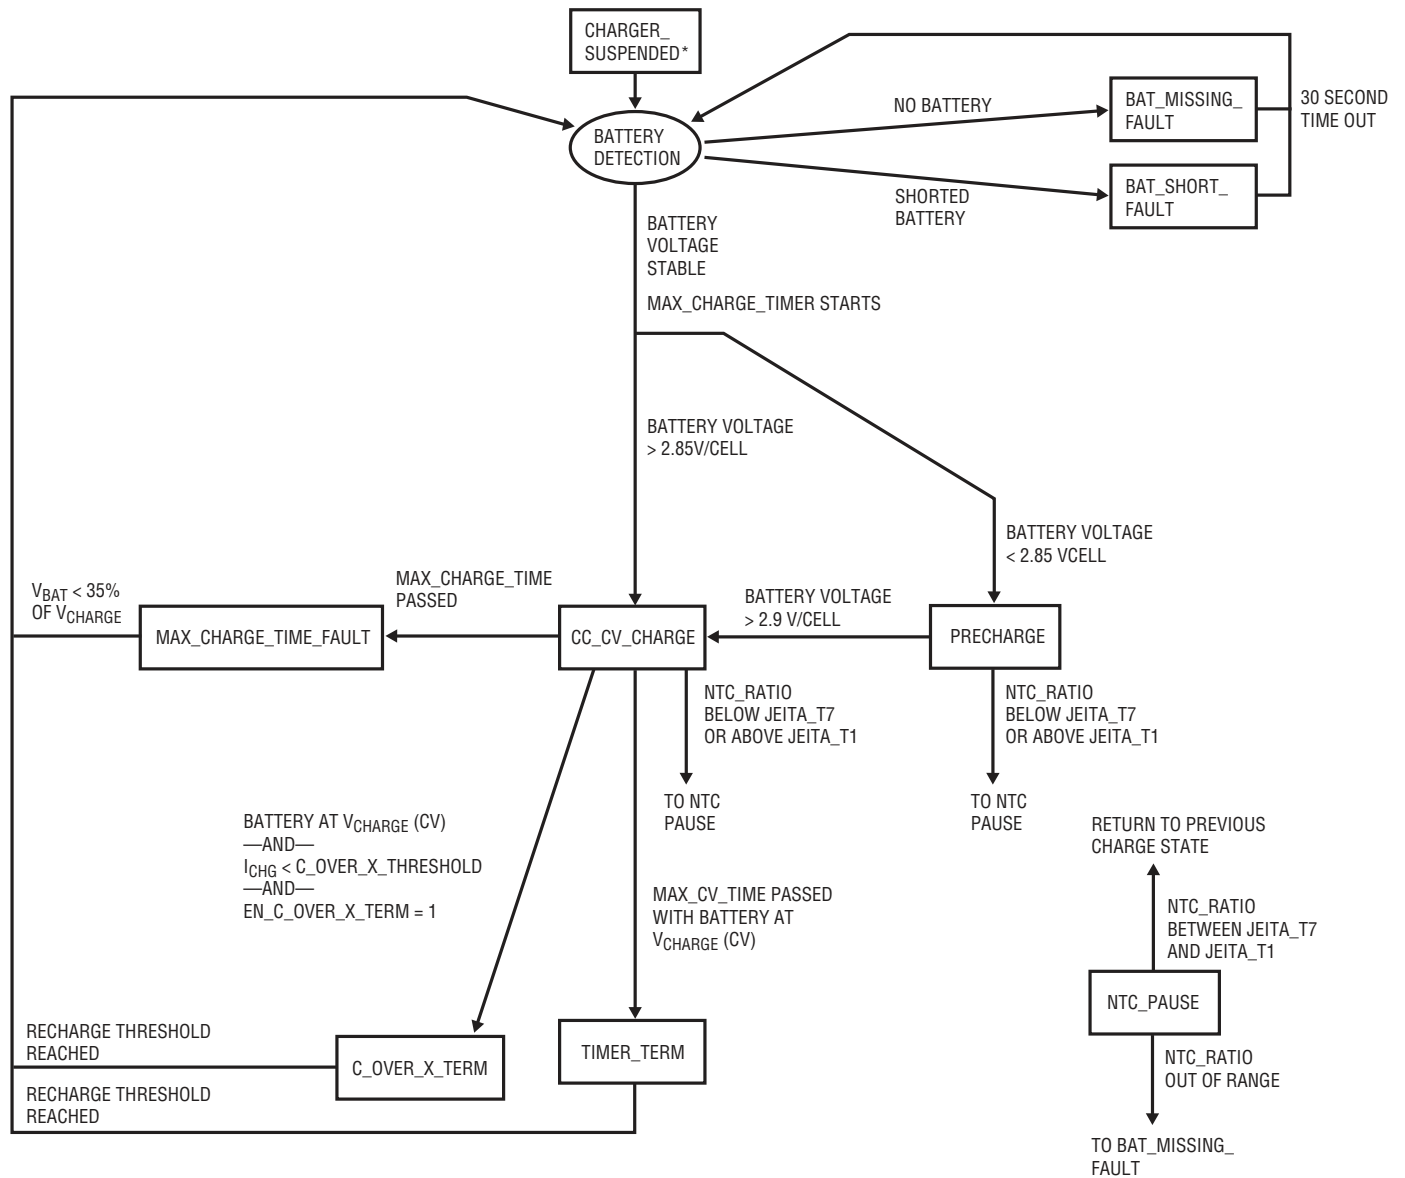 CHARGER_
SUSPENDED*
BATTERY
DETECTION
NO BATTERY
BAT_MISSING_
FAULT
30 SECOND
TIME OUT
SHORTED
BATTERY
BAT_SHORT_
FAULT
BATTERY
VOLTAGE
STABLE
MAX_CHARGE_TIMER STARTS
BATTERY VOLTAGE
> 2.85V/CELL
BATTERY VOLTAGE
< 2.85 VCELL
VBAT < 35%
OF VCHARGE
MAX_CHARGE_TIME_FAULT
MAX_CHARGE_TIME
PASSED
CC_CV_CHARGE
BATTERY VOLTAGE
> 2.9 V/CELL
PRECHARGE
NTC_RATIO
BELOW JEITA_T7
OR ABOVE JEITA_T1
TO NTC
PAUSE
NTC_RATIO
BELOW JEITA_T7
OR ABOVE JEITA_T1
TO NTC
PAUSE
BATTERY AT VCHARGE (CV)
—AND—
ICHG < C_OVER_X_THRESHOLD
—AND—
EN_C_OVER_X_TERM = 1
MAX_CV_TIME PASSED
WITH BATTERY AT
VCHARGE (CV)
RETURN TO PREVIOUS
CHARGE STATE
NTC_RATIO
BETWEEN JEITA_T7
AND JEITA_T1
NTC_PAUSE
NTC_RATIO
OUT OF RANGE
TO BAT_MISSING_
FAULT
RECHARGE THRESHOLD
REACHED
C_OVER_X_TERM
TIMER_TERM
RECHARGE THRESHOLD
REACHED